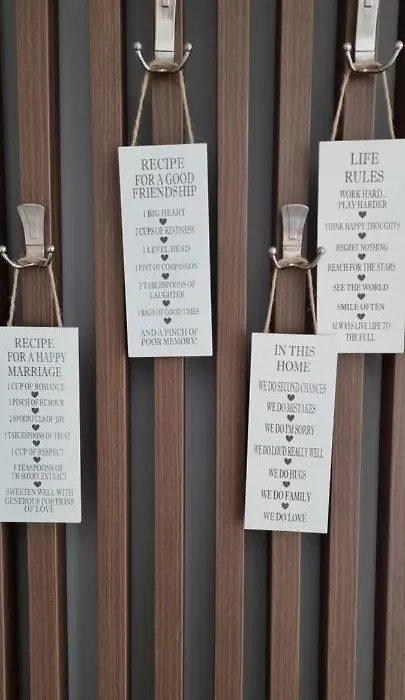 RECIPE
FOR A GOOD
FRIENDSHIP
1 BIG HEART
2 CUPS OF KINDNESS
1 LEVEL HEAD
1 PINT OF COMPASSION
2 TABLESPOONS OF
LAUGHTER
3 BAGS OF GOOD TIMES
AND A PINCH OF
POOR MEMORY!
LIFE
RULES
WORK HARD...
PLAY HARDER
THINK HAPPY THOUGHTS
REGRET NOTHING
REACH FOR THE STARS
SEE THE WORLD
SMILE OFTEN
ALWAYS LIVE LIFE TO
THE FULL
RECIPE
FOR A HAPPY
MARRIAGE
1 CUP OF ROMANCE
1 PINCH OF HUMOUR
2 SPOONFULS OF JOY
3 TABLESPOONS OF TRUST
1 CUP OF RESPECT
3 TEASPOONS OF
I'M SORRY EXTRACT
SWEETEN WELL WITH
GENEROUS PORTIONS
OF LOVE
IN THIS
HOME
WE DO SECOND CHANCES
WE DO MISTAKES
WE DO I'M SORRY
WE DO LOUD REALLY WELL
WE DO HUGS
WE DO FAMILY
WE DO LOVE